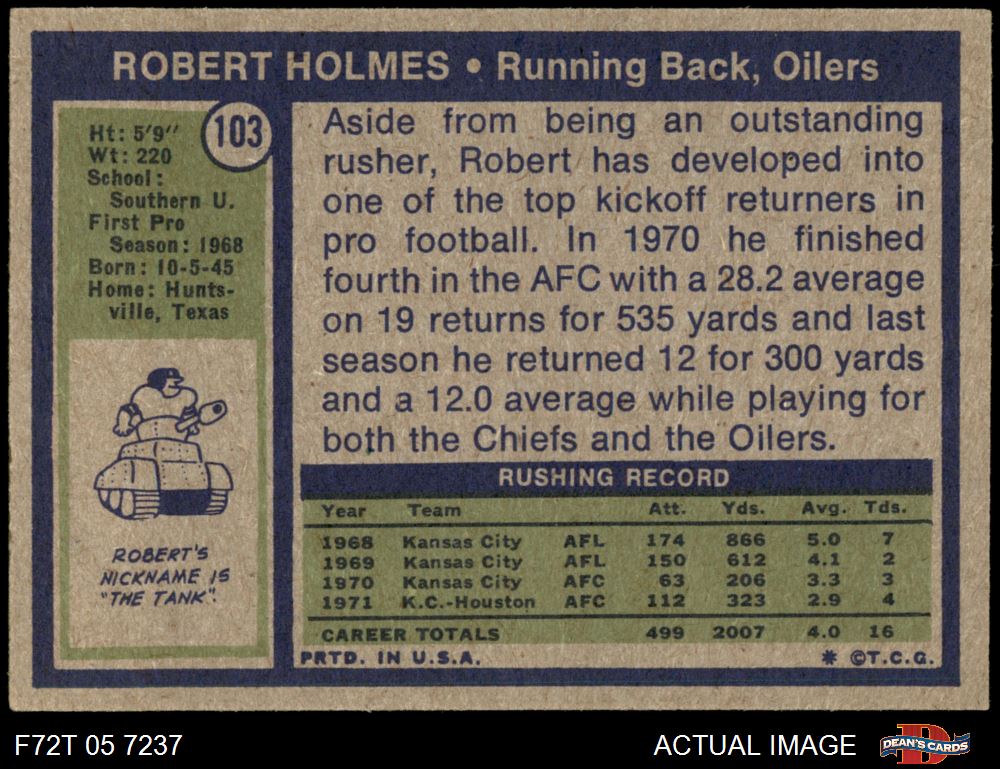 ROBERT HOLMES • Running Back, Oilers
103
Ht: 5'9"
Wt: 220
School:
Southern U.
First Pro
Season: 1968
Born: 10-5-45
Home: Hunts-
ville, Texas
ROBERT'S
NICKNAME IS
"THE TANK".
Aside from being an outstanding
rusher, Robert has developed into
one of the top kickoff returners in
pro football. In 1970 he finished
fourth in the AFC with a 28.2 average
on 19 returns for 535 yards and last
season he returned 12 for 300 yards
and a 12.0 average while playing for
both the Chiefs and the Oilers.
RUSHING RECORD
Year Team Att. Yds. Avg. Tds.
1968 Kansas City AFL 174 866 5.0 7
1969 Kansas City AFL 150 612 4.1 2
1970 Kansas City AFC 63 206 3.3 3
1971 K.C.-Houston AFC 112 323 2.9 4
CAREER TOTALS 499 2007 4.0 16
PRTD. IN U.S.A. * ©T.C.G.
F72T 05 7237 ACTUAL IMAGE DEAN'S CARDS